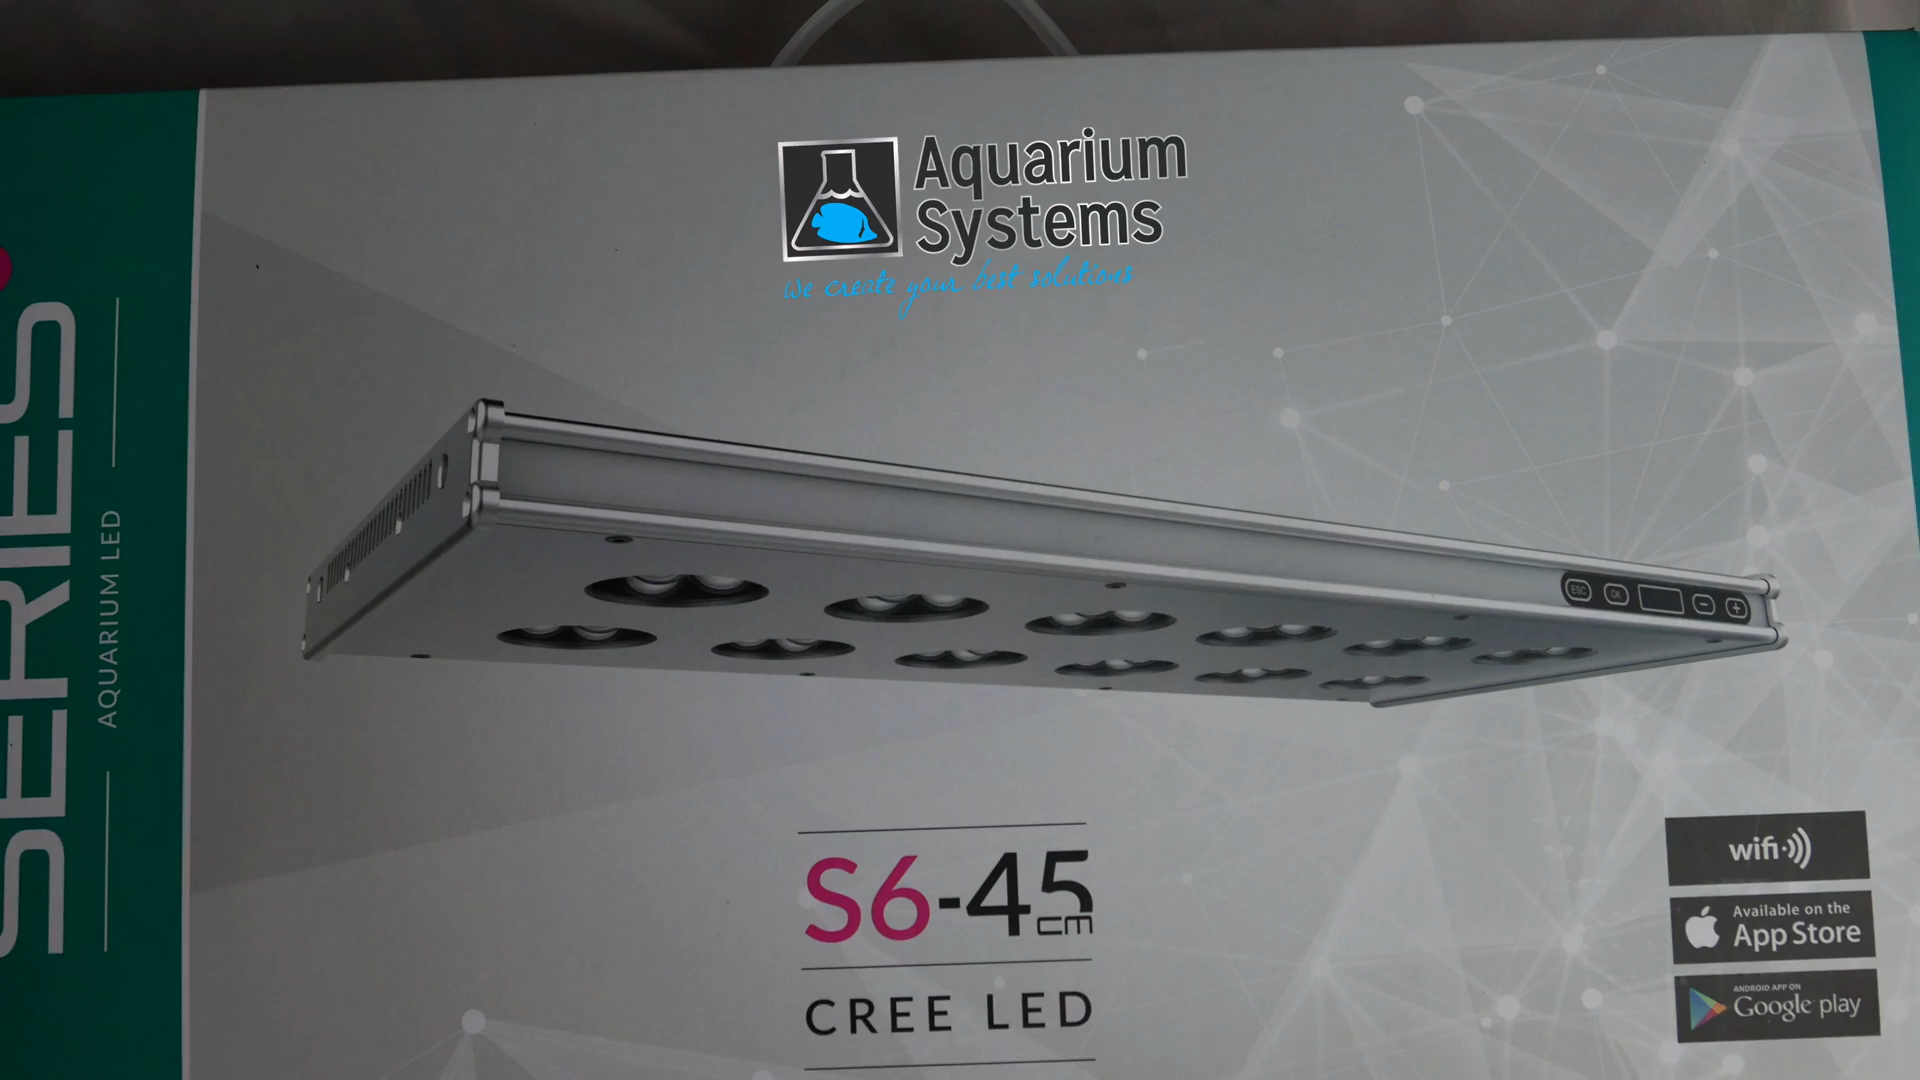 SERIES
AQUARIUM LED
Aquarium
Systems
we create your best solutions
ESC OK - +
S6-45
cm
CREE LED
wifi
Available on the
App Store
ANDROID APP ON
Google play